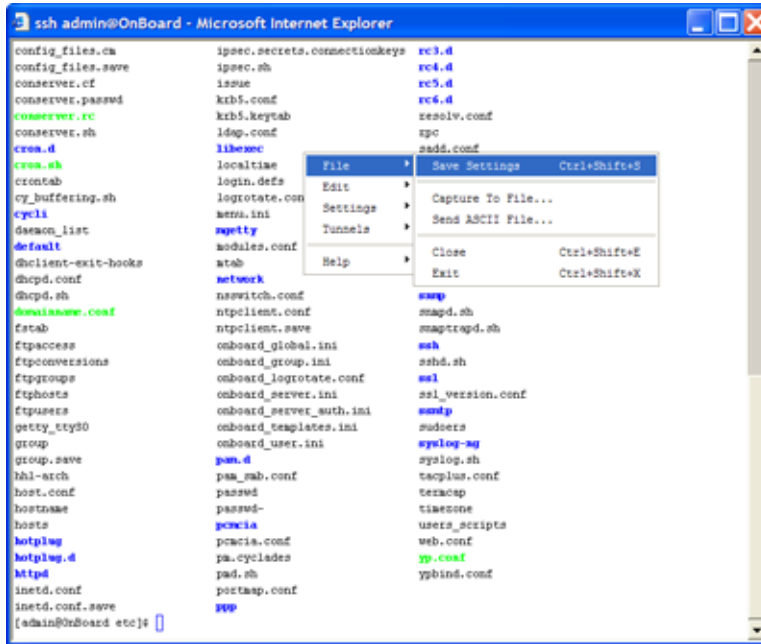 ssh admin@OnBoard - Microsoft Internet Explorer
config_files.cm ipsec.secrets.connectionkeys rc3.d
config_files.save ipsec.sh rc4.d
conserver.cf issue rc5.d
conserver.passwd krb5.conf rc6.d
conserver.rc krb5.keytab resolv.conf
conserver.sh ldap.conf rpc
cron.d libexec sadd.conf
cron.sh localtime
crontab login.defs
cy_buffering.sh logrotate.con
cycli menu.ini
daemon_list mgetty
default modules.conf
dhclient-exit-hooks mtab
dhcpd.conf network
dhcpd.sh nsswitch.conf snmp
domainname.conf ntpclient.conf snmpd.sh
fstab ntpclient.save snmptrapd.sh
ftpaccess onboard_global.ini ssh
ftpconversions onboard_group.ini sshd.sh
ftpgroups onboard_logrotate.conf ssl
ftphosts onboard_server.ini ssl_version.conf
ftpusers onboard_server_auth.ini ssmtp
getty_ttyS0 onboard_templates.ini sudoers
group onboard_user.ini syslog-ng
group.save pam.d syslog.sh
hhl-arch pam_smb.conf tacplus.conf
host.conf passwd termcap
hostname passwd- timezone
hosts pcmcia users_scripts
hotplug pcmcia.conf web.conf
hotplug.d pm.cyclades yp.conf
httpd pmd.sh ypbind.conf
inetd.conf portmap.conf
inetd.conf.save ppp
[admin@OnBoard etc]$
File
Edit
Settings
Tunnels
Help
Save Settings Ctrl+Shift+S
Capture To File...
Send ASCII File...
Close Ctrl+Shift+E
Exit Ctrl+Shift+X